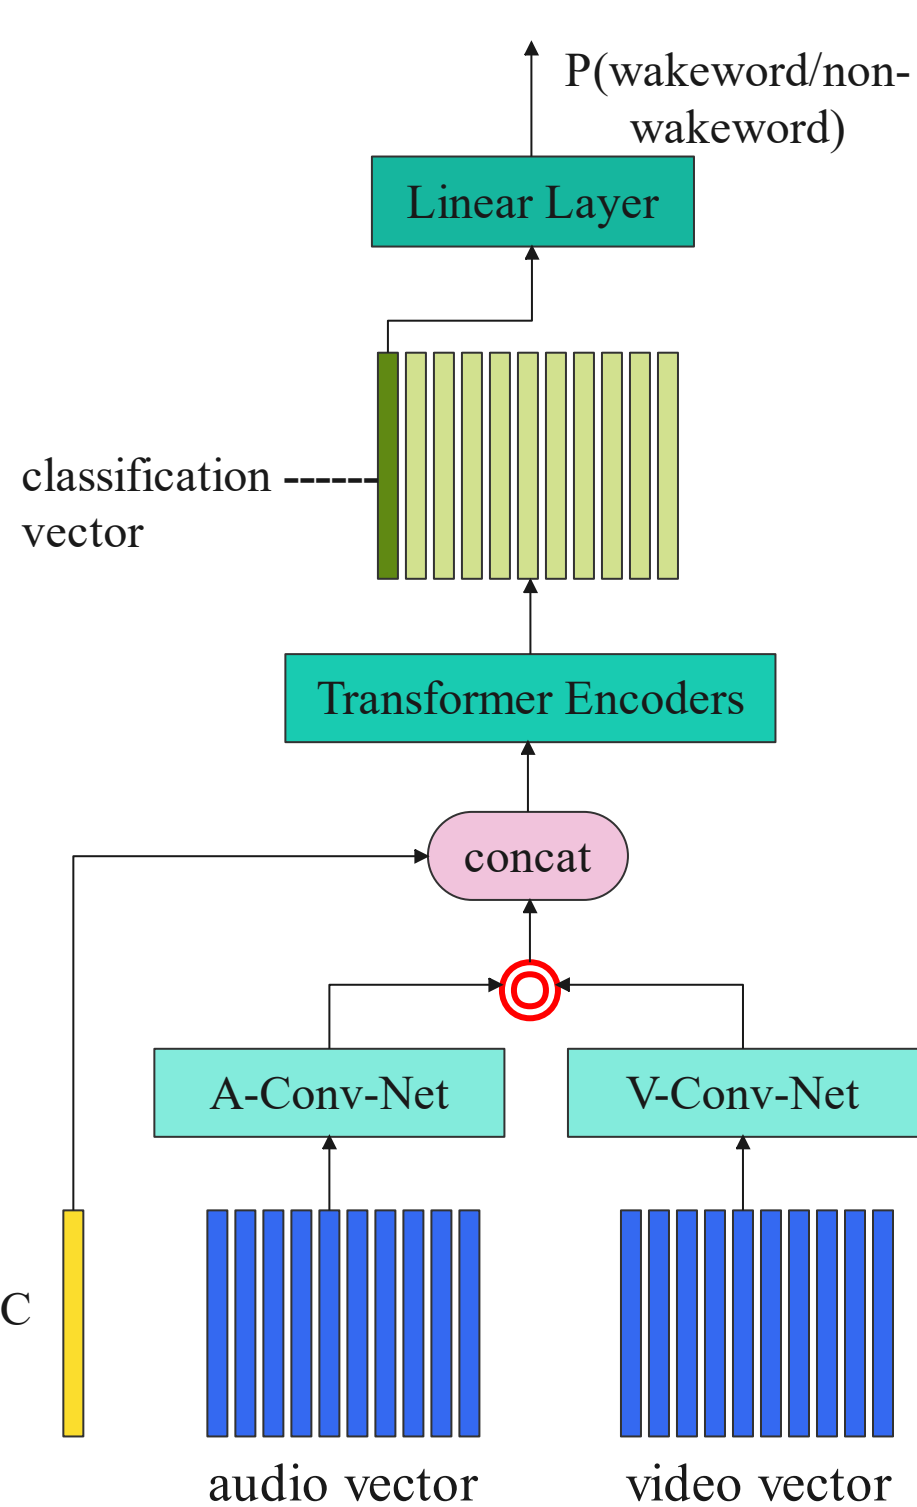 P(wakeword/non-
wakeword)
Linear Layer
classification
vector
Transformer Encoders
concat
A-Conv-Net
V-Conv-Net
C
audio vector
video vector